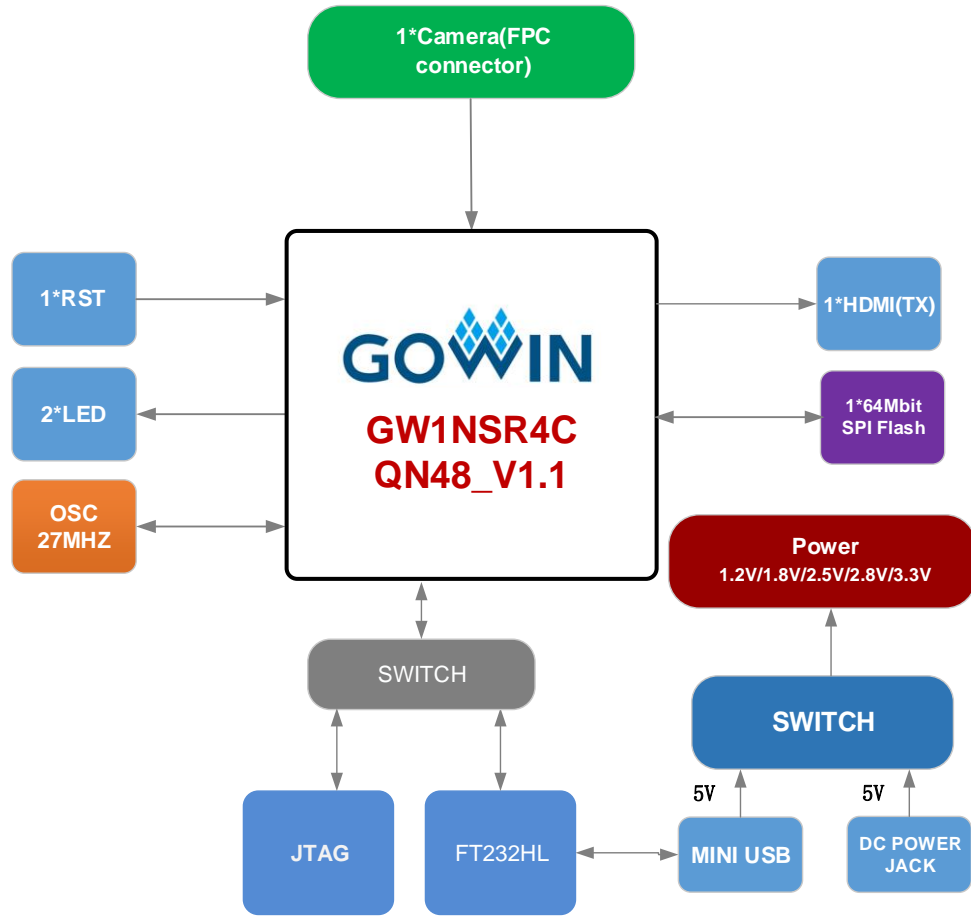 1*Camera(FPC
connector)
1*RST
1*HDMI(TX)
GOWIN
2*LED
1*64Mbit
SPI Flash
GW1NSR4C
QN48_V1.1
OSC
27MHZ
Power
1.2V/1.8V/2.5V/2.8V/3.3V
SWITCH
SWITCH
5V
5V
JTAG
FT232HL
MINI USB
DC POWER
JACK